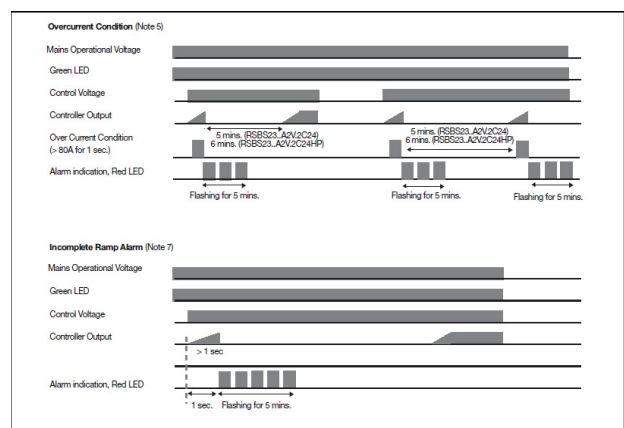 Overcurrent Condition (Note 5)
Mains Operational Voltage
Green LED
Control Voltage
Controller Output
5 mins. (RSBS23..A2V.2C24)
6 mins. (RSBS23..A2V.2C24HP)
5 mins. (RSBS23..A2V.2C24)
6 mins. (RSBS23..A2V.2C24HP)
Over Current Condition
(> 80A for 1 sec.)
Alarm indication, Red LED
Flashing for 5 mins.
Flashing for 5 mins.
Flashing for 5 mins.
Incomplete Ramp Alarm (Note 7)
Mains Operational Voltage
Green LED
Control Voltage
Controller Output
> 1 sec
Alarm indication, Red LED
1 sec.
Flashing for 5 mins.